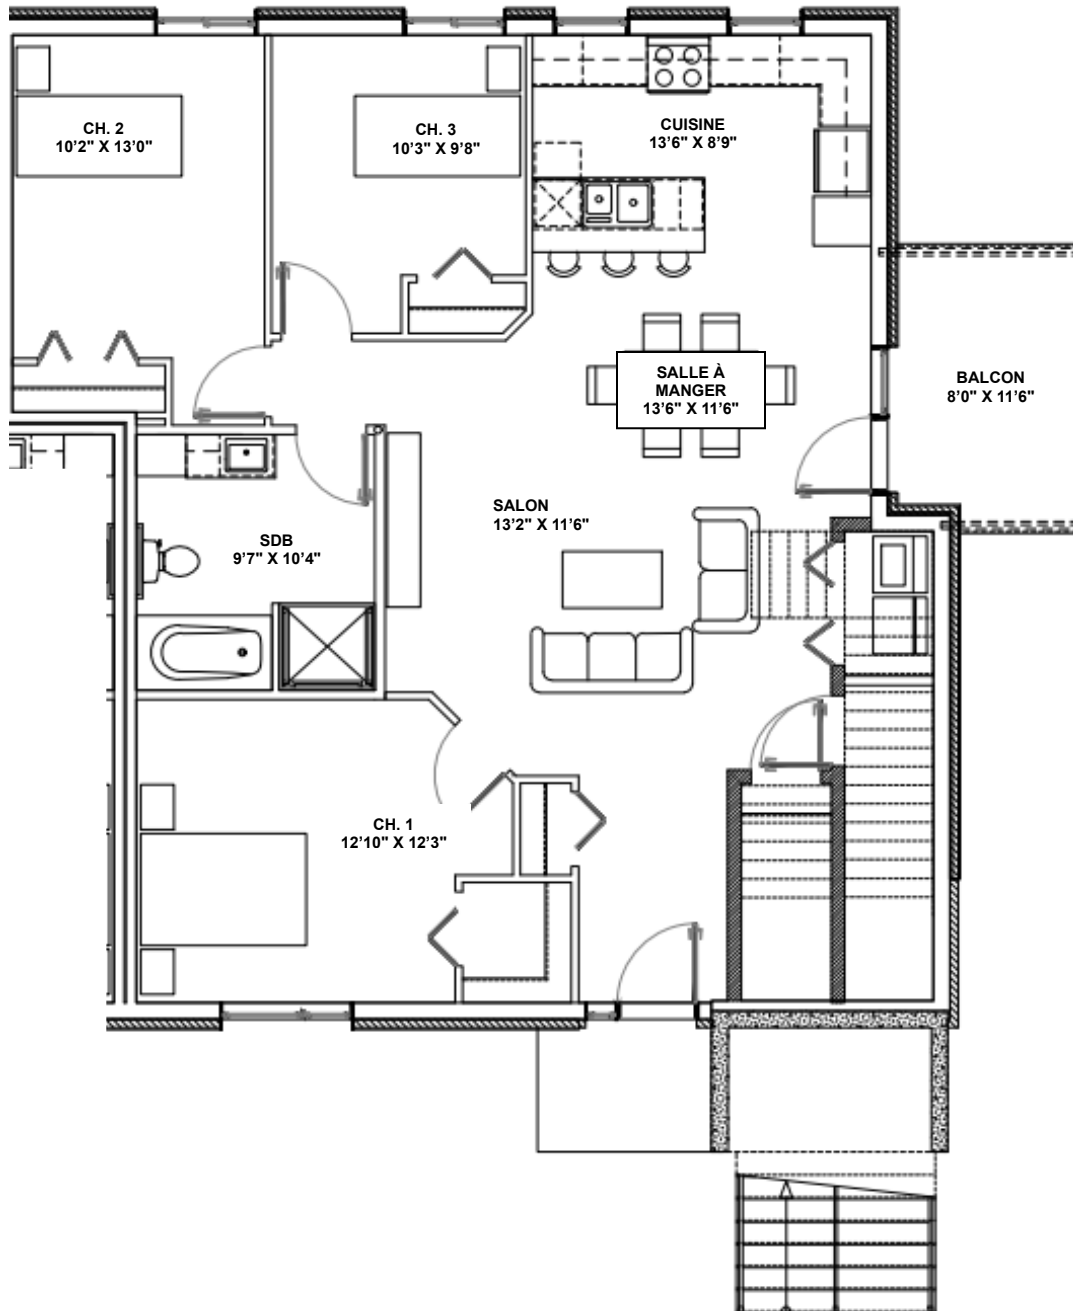 CH. 2
10’2" X 13’0"
CH. 3
10’3" X 9’8"
CUISINE
13’6" X 8’9"
SALLE À
MANGER
13’6" X 11’6"
BALCON
8’0" X 11’6"
SALON
13’2" X 11’6"
SDB
9’7" X 10’4"
CH. 1
12’10" X 12’3"